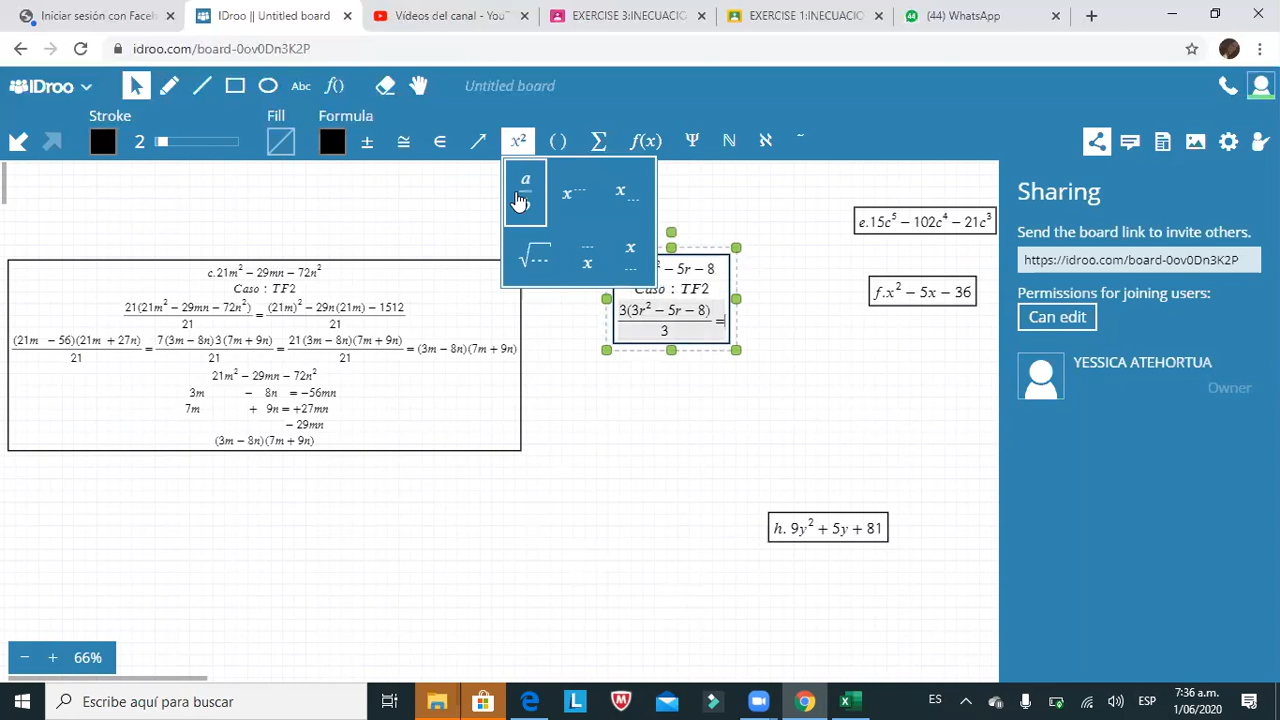 Iniciar sesión con Faceb
IDroo || Untitled board
Vídeos del canal - YouT
EXERCISE 3:INECUACIO
EXERCISE 1:INECUACIO
44
(44) WhatsApp
idroo.com/board-0ov0Dn3K2P
IDroo
Abc
f()
Untitled board
Stroke
Fill
Formula
2
± ≅ ∈ x² ( ) ∑ f(x) Ψ ℕ ℵ ~
a
x
x
√...
x
x
Sharing
Send the board link to invite others.
https://idroo.com/board-0ov0Dn3K2P
Permissions for joining users:
Can edit
YESSICA ATEHORTUA
Owner
e.15c⁵ − 102c⁴ − 21c³
f.x² − 5x − 36
h. 9y² + 5y + 81
c.21m² − 29mn − 72n²
Caso : TF2
21(21m² − 29mn − 72n²)/21 = (21m)² − 29n(21m) − 1512/21
(21m − 56)(21m + 27n)/21 = 7(3m − 8n)3(7m + 9n)/21 = 21(3m − 8n)(7m + 9n)/21 = (3m − 8n)(7m + 9n)
21m² − 29mn − 72n²
3m − 8n = −56mn
7m + 9n = +27mn
− 29mn
(3m − 8n)(7m + 9n)
² − 5r − 8
Caso : TF2
3(3r² − 5r − 8)/3 =
66%
Escribe aquí para buscar
ES
ESP
7:36 a.m.
1/06/2020